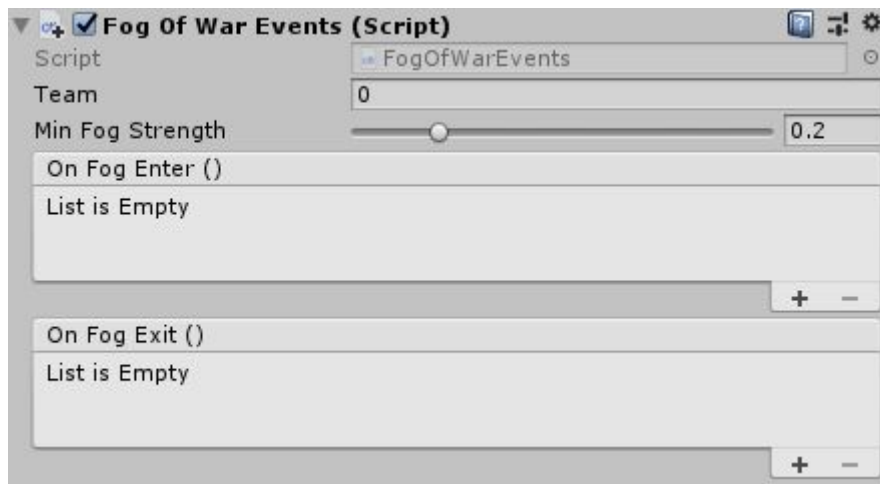 Fog Of War Events (Script)
Script FogOfWarEvents
Team 0
Min Fog Strength 0.2
On Fog Enter ()
List is Empty
+ −
On Fog Exit ()
List is Empty
+ −